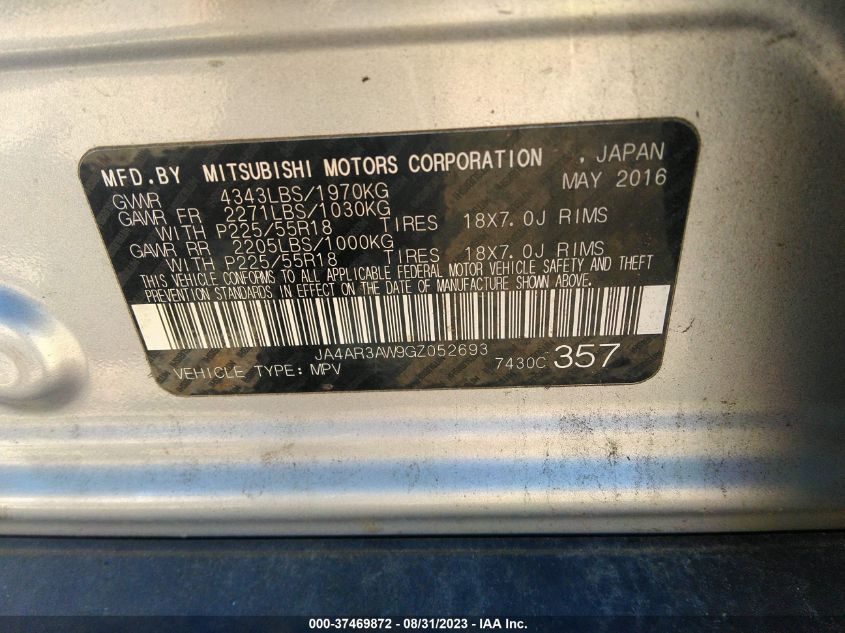 MFD.BY MITSUBISHI MOTORS CORPORATION , JAPAN
GVWR 4343LBS/1970KG MAY 2016
GAWR FR 2271LBS/1030KG
WITH P225/55R18 TIRES 18X7.0J RIMS
GAWR RR 2205LBS/1000KG
WITH P225/55R18 TIRES 18X7.0J RIMS
THIS VEHICLE CONFORMS TO ALL APPLICABLE FEDERAL MOTOR VEHICLE SAFETY AND THEFT
PREVENTION STANDARDS IN EFFECT ON THE DATE OF MANUFACTURE SHOWN ABOVE.
JA4AR3AW9GZ052693
VEHICLE TYPE: MPV 7430C 357
000-37469872 - 08/31/2023 - © IAA Inc.